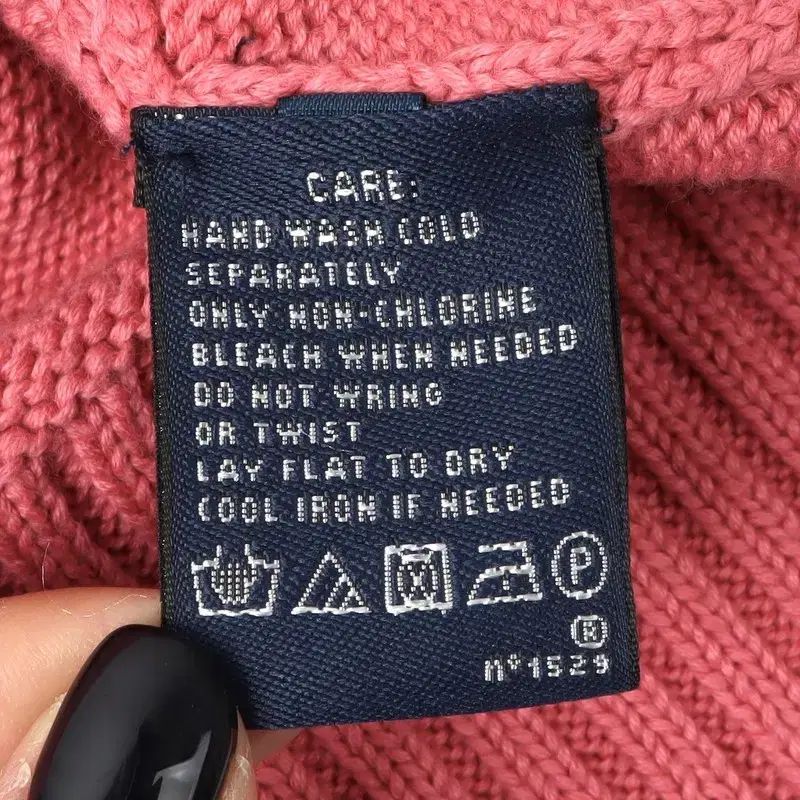 CARE:
HAND WASH COLD
SEPARATELY
ONLY NON-CHLORINE
BLEACH WHEN NEEDED
DO NOT WRING
OR TWIST
LAY FLAT TO DRY
COOL IRON IF NEEDED
P
®
Nº1529